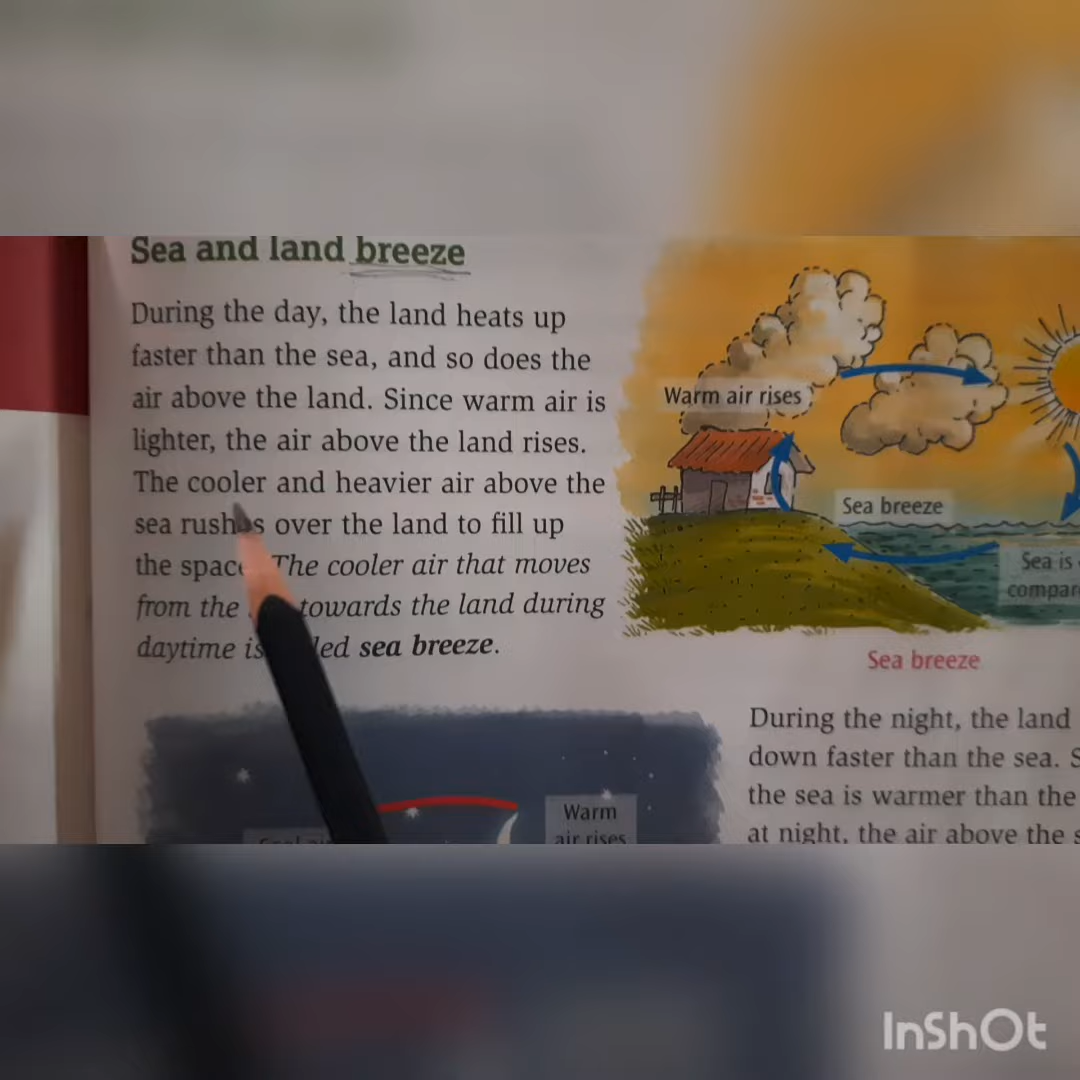 Sea and land breeze
During the day, the land heats up
faster than the sea, and so does the
air above the land. Since warm air is
lighter, the air above the land rises.
The cooler and heavier air above the
sea rushes over the land to fill up
the space. The cooler air that moves
from the towards the land during
daytime is sea breeze.
Warm air rises
Sea breeze
Sea is
Sea breeze
During the night, the land
down faster than the sea.
the sea is warmer than the
at night, the air above the
Warm
air rises
InShOt